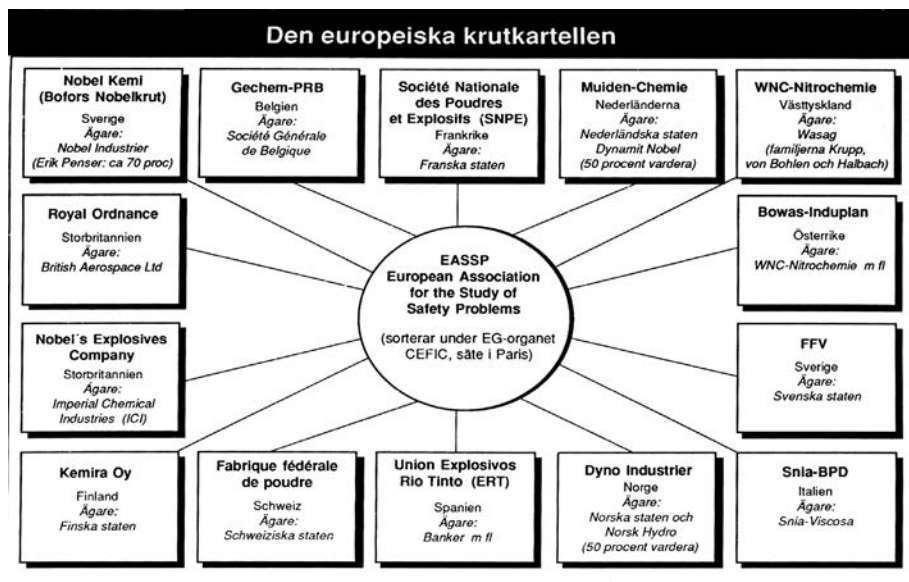 Den europeiska krutkartellen
Nobel Kemi
(Bofors Nobelkrut)
Sverige
Ägare:
Nobel Industrier
(Erik Penser: ca 70 proc)
Gechem-PRB
Belgien
Ägare:
Société Générale
de Belgique
Société Nationale
des Poudres
et Explosifs (SNPE)
Frankrike
Ägare:
Franska staten
Muiden-Chemie
Nederländerna
Ägare:
Nederländska staten
Dynamit Nobel
(50 procent vardera)
WNC-Nitrochemie
Västtyskland
Ägare:
Wasag
(familjerna Krupp,
von Bohlen och Halbach)
Royal Ordnance
Storbritannien
Ägare:
British Aerospace Ltd
EASSP
European Association
for the Study of
Safety Problems
(sorterar under EG-organet
CEFIC, säte i Paris)
Bowas-Induplan
Österrike
Ägare:
WNC-Nitrochemie m fl
Nobel´s Explosives
Company
Storbritannien
Ägare:
Imperial Chemical
Industries (ICI)
FFV
Sverige
Ägare:
Svenska staten
Kemira Oy
Finland
Ägare:
Finska staten
Fabrique fédérale
de poudre
Schweiz
Ägare:
Schweiziska staten
Union Explosivos
Rio Tinto (ERT)
Spanien
Ägare:
Banker m fl
Dyno Industrier
Norge
Ägare:
Norska staten och
Norsk Hydro
(50 procent vardera)
Snia-BPD
Italien
Ägare:
Snia-Viscosa